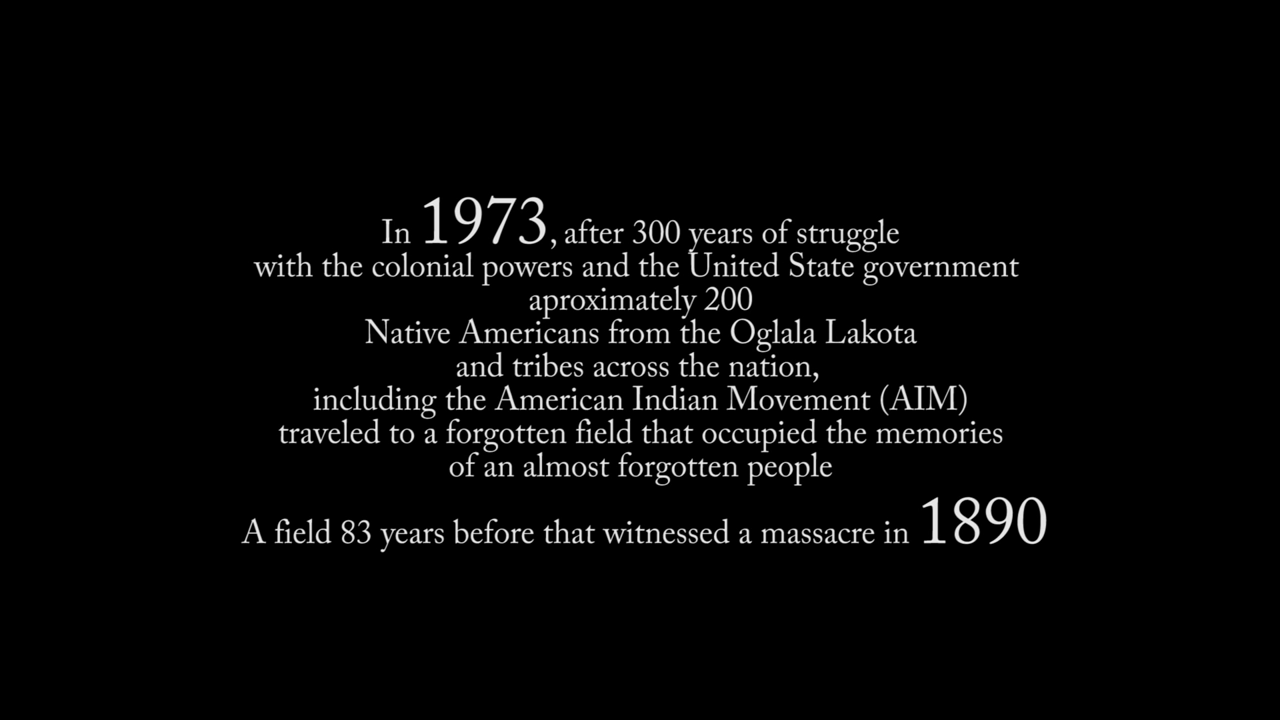 In 1973, after 300 years of struggle
with the colonial powers and the United State government
aproximately 200
Native Americans from the Oglala Lakota
and tribes across the nation,
including the American Indian Movement (AIM)
traveled to a forgotten field that occupied the memories
of an almost forgotten people
A field 83 years before that witnessed a massacre in 1890